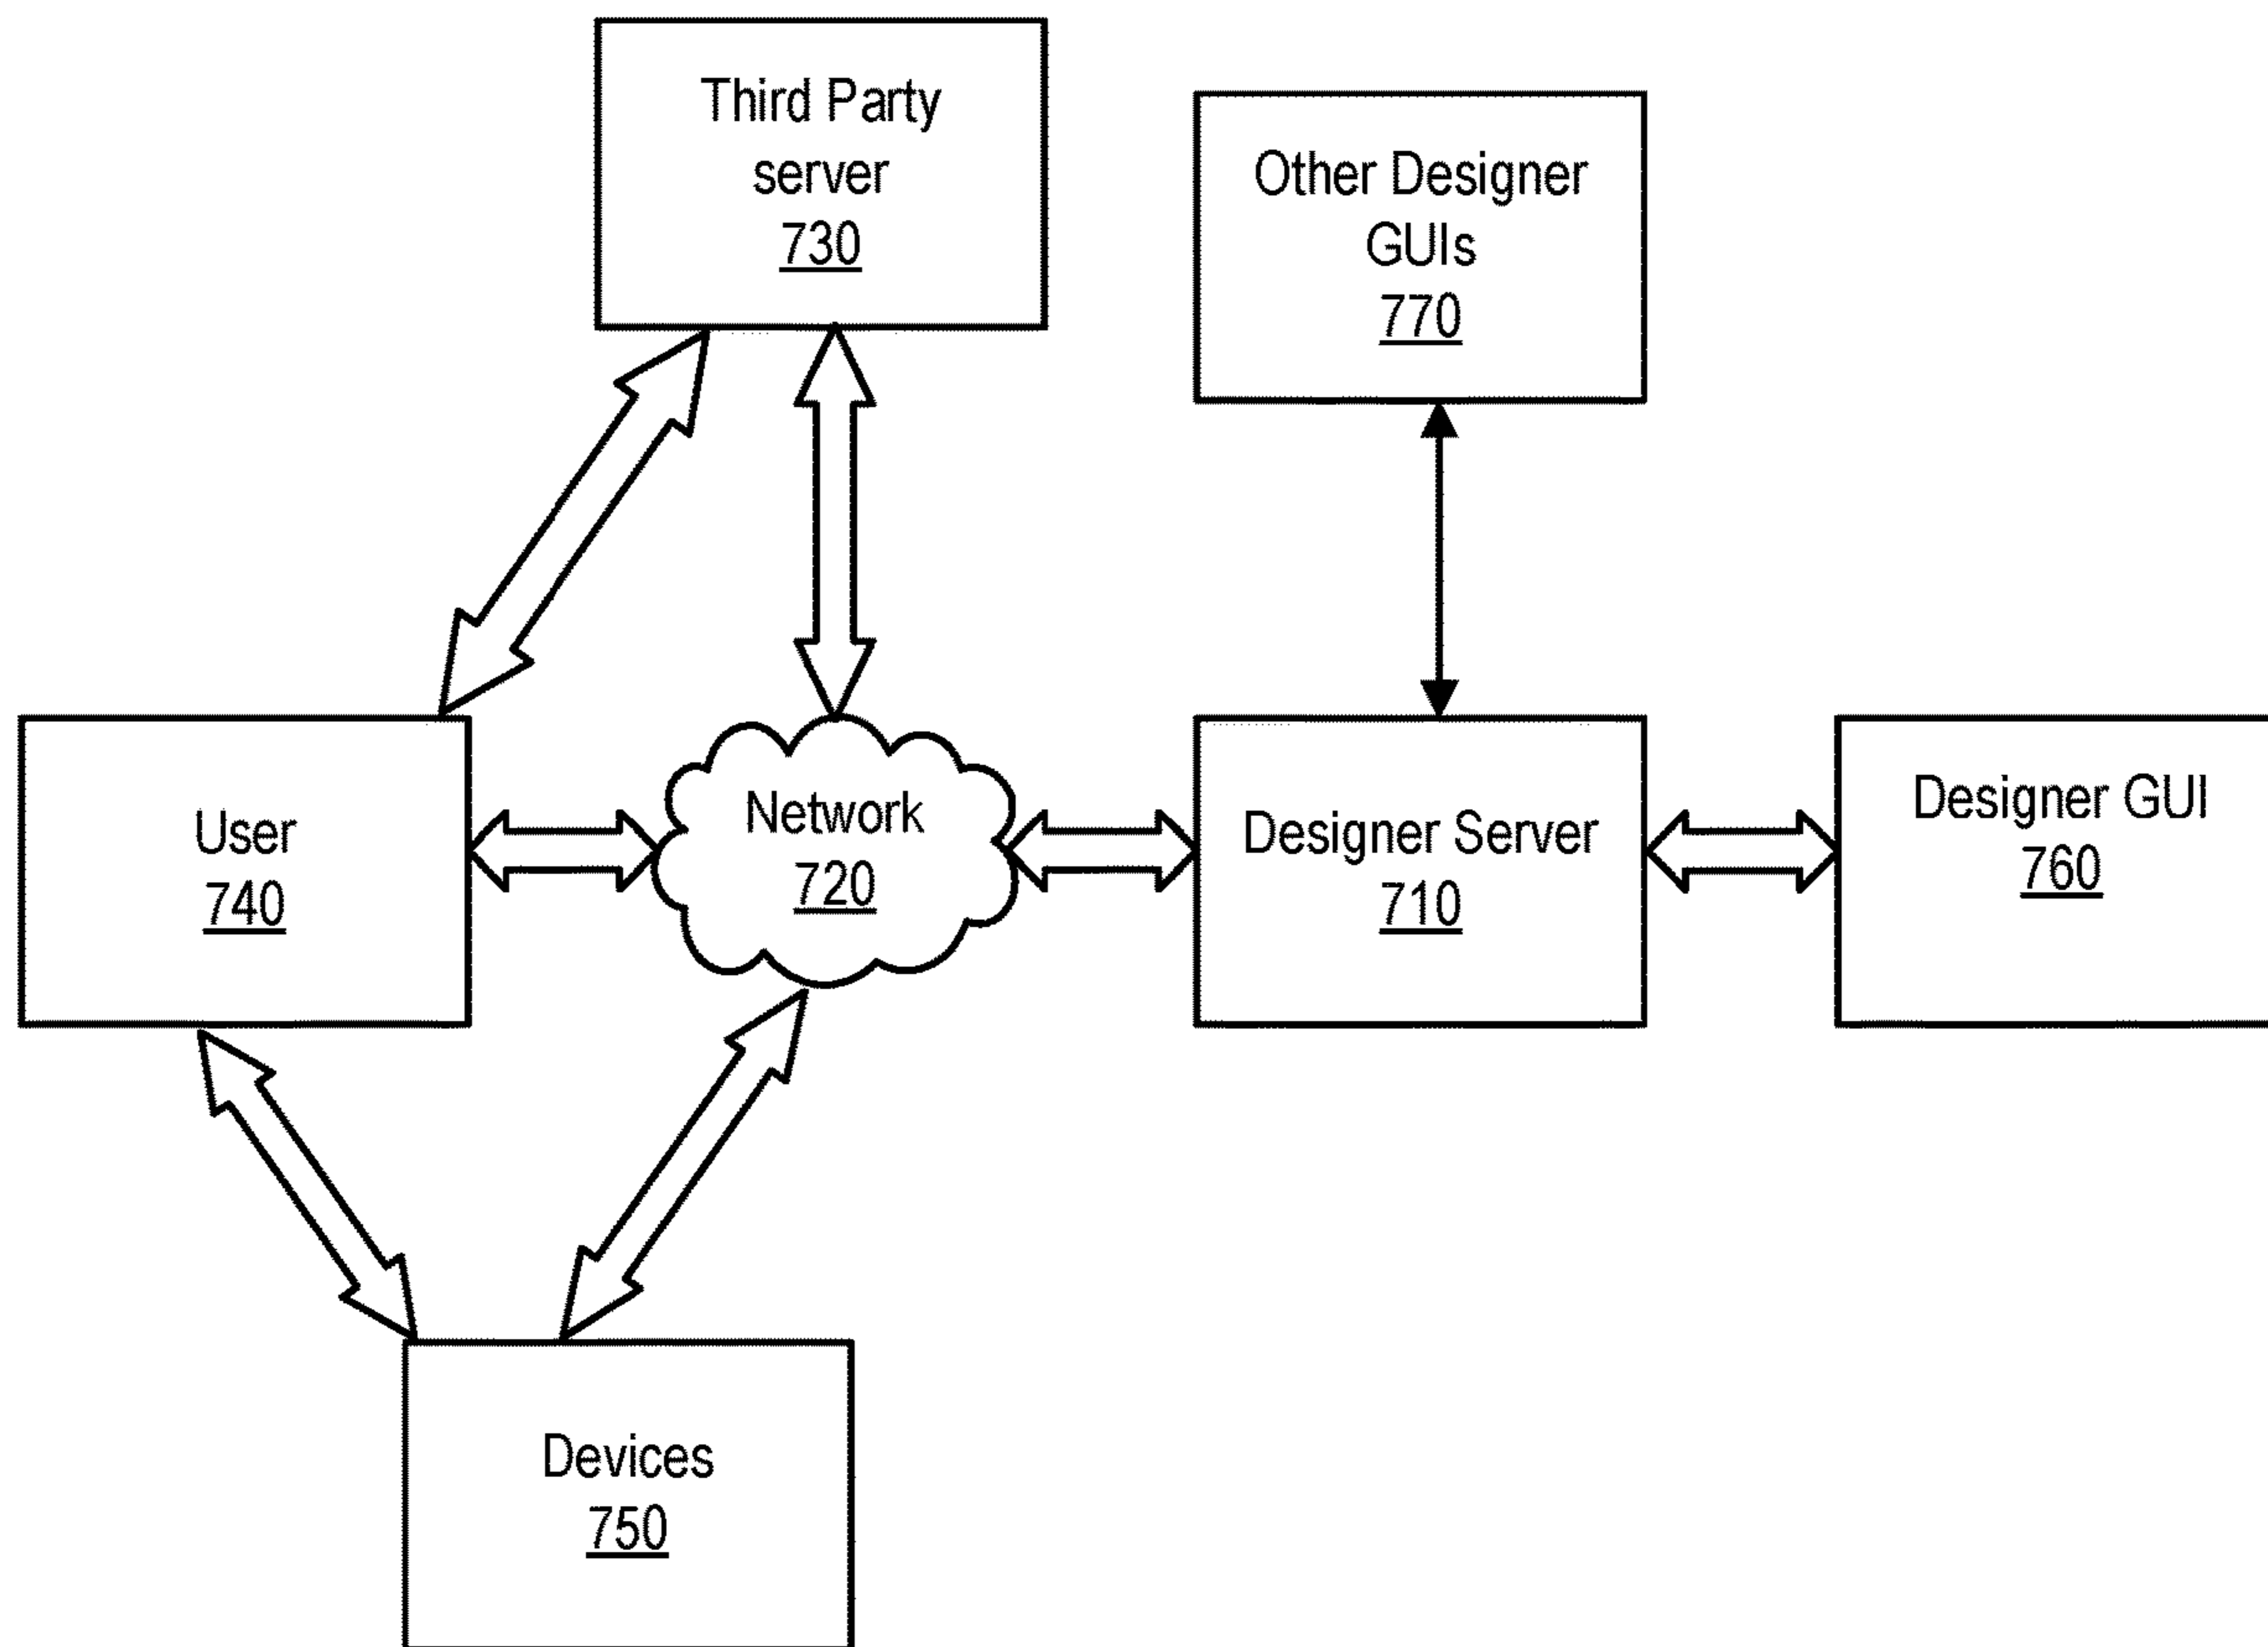 Third Party
server
730
Other Designer
GUIs
770
User
740
Network
720
Designer Server
710
Designer GUI
760
Devices
750